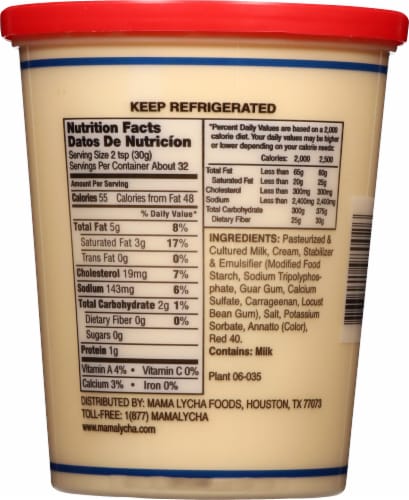 KEEP REFRIGERATED
Nutrition Facts
Datos De Nutricíon
Serving Size 2 tsp (30g)
Servings Per Container About 32
Amount Per Serving
Calories 55 Calories from Fat 48
% Daily Value*
Total Fat 5g 8%
Saturated Fat 3g 17%
Trans Fat 0g 0%
Cholesterol 19mg 7%
Sodium 143mg 6%
Total Carbohydrate 2g 1%
Dietary Fiber 0g 0%
Sugars 0g
Protein 1g
Vitamin A 4% • Vitamin C 0%
Calcium 3% • Iron 0%
*Percent Daily Values are based on a 2,000
calorie diet. Your daily values may be higher
or lower depending on your calorie needs:
Calories: 2,000 2,500
Total Fat Less than 65g 80g
Saturated Fat Less than 20g 25g
Cholesterol Less than 300mg 300mg
Sodium Less than 2,400mg 2,400mg
Total Carbohydrate 300g 375g
Dietary Fiber 25g 30g
INGREDIENTS: Pasteurized &
Cultured Milk, Cream, Stabilizer
& Emulsifier (Modified Food
Starch, Sodium Tripolyphos-
phate, Guar Gum, Calcium
Sulfate, Carrageenan, Locust
Bean Gum), Salt, Potassium
Sorbate, Annatto (Color),
Red 40.
Contains: Milk
Plant 06-035
DISTRIBUTED BY: MAMA LYCHA FOODS, HOUSTON, TX 77073
TOLL-FREE: 1(877) MAMALYCHA
www.mamalycha.com